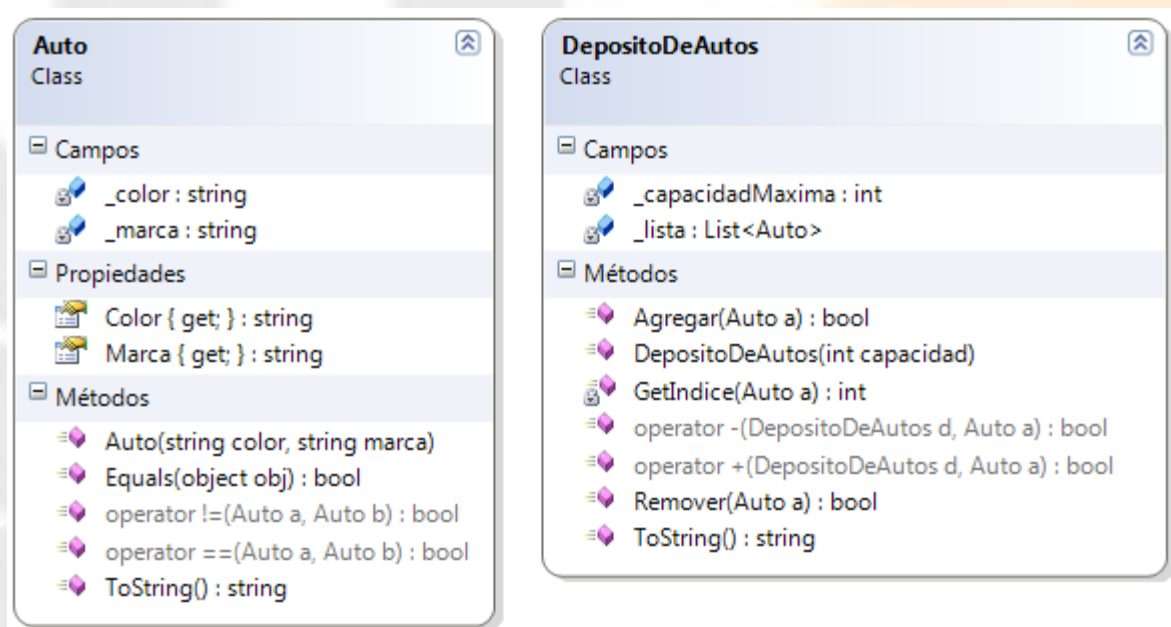 Auto
Class
Campos
_color : string
_marca : string
Propiedades
Color { get; } : string
Marca { get; } : string
Métodos
Auto(string color, string marca)
Equals(object obj) : bool
operator !=(Auto a, Auto b) : bool
operator ==(Auto a, Auto b) : bool
ToString() : string
DepositoDeAutos
Class
Campos
_capacidadMaxima : int
_lista : List<Auto>
Métodos
Agregar(Auto a) : bool
DepositoDeAutos(int capacidad)
GetIndice(Auto a) : int
operator -(DepositoDeAutos d, Auto a) : bool
operator +(DepositoDeAutos d, Auto a) : bool
Remover(Auto a) : bool
ToString() : string